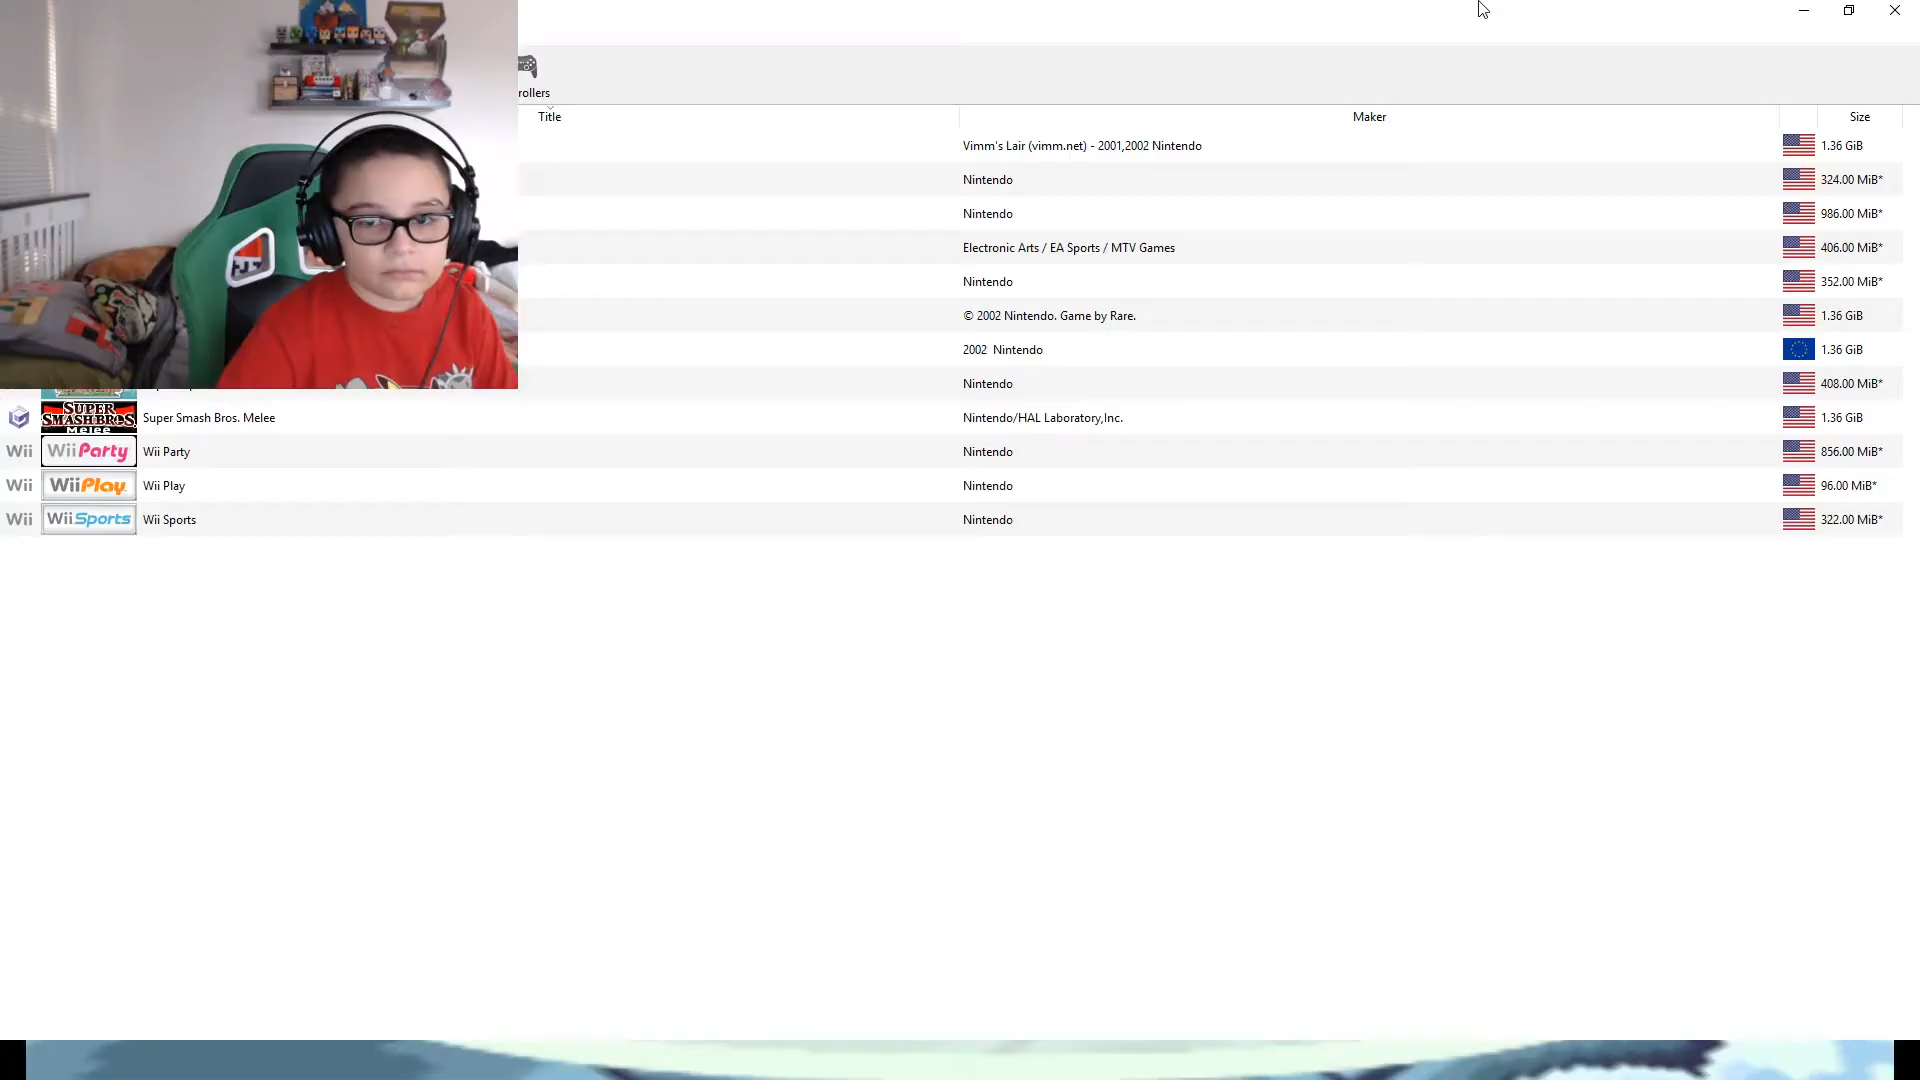 rollers
Title Maker Size
Vimm's Lair (vimm.net) - 2001,2002 Nintendo 1.36 GiB
Nintendo 324.00 MiB*
Nintendo 986.00 MiB*
Electronic Arts / EA Sports / MTV Games 406.00 MiB*
Nintendo 352.00 MiB*
© 2002 Nintendo. Game by Rare. 1.36 GiB
2002 Nintendo 1.36 GiB
Nintendo 408.00 MiB*
SUPER SMASH BROS. Melee Super Smash Bros. Melee Nintendo/HAL Laboratory,Inc. 1.36 GiB
Wii Wii Party Wii Party Nintendo 856.00 MiB*
Wii Wii Play Wii Play Nintendo 96.00 MiB*
Wii Wii Sports Wii Sports Nintendo 322.00 MiB*